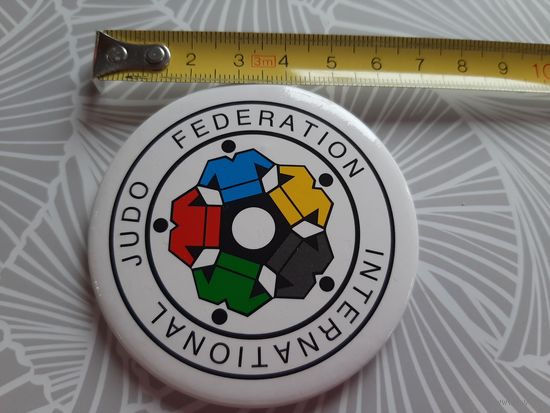 2 3 3m 4 5 6 7 8 9 10
INTERNATIONAL JUDO FEDERATION